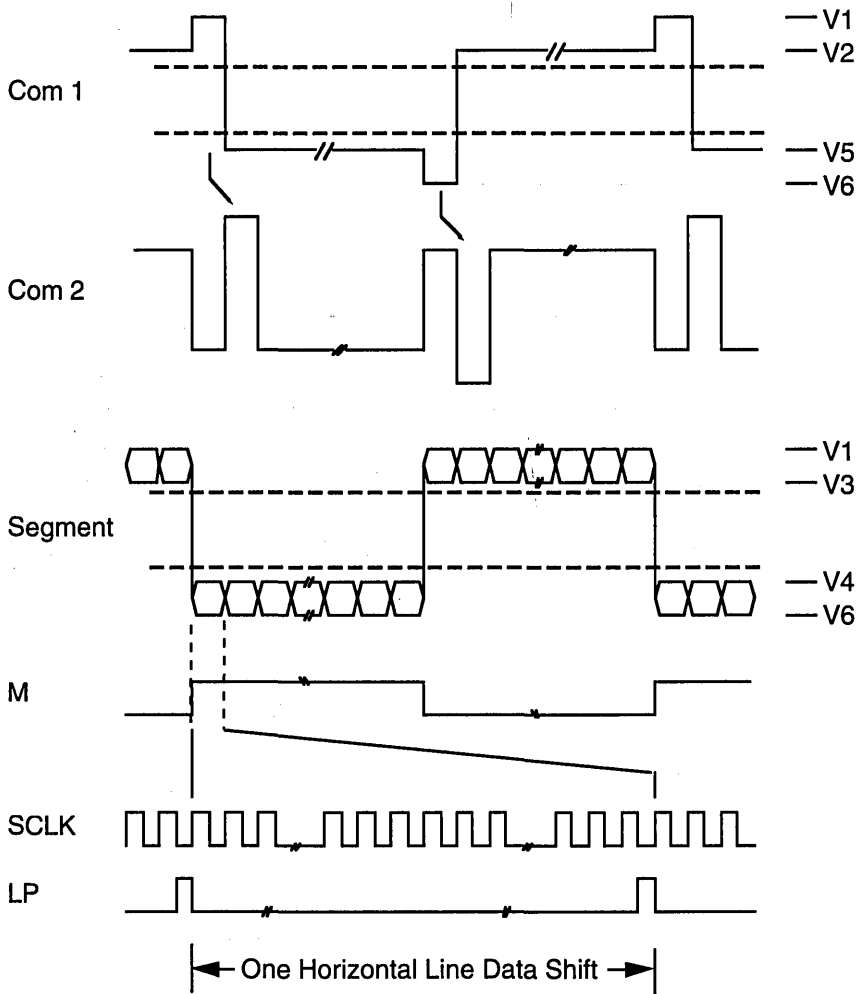 V1
V2
Com 1
V5
V6
Com 2
V1
V3
Segment
V4
V6
M
SCLK
LP
One Horizontal Line Data Shift